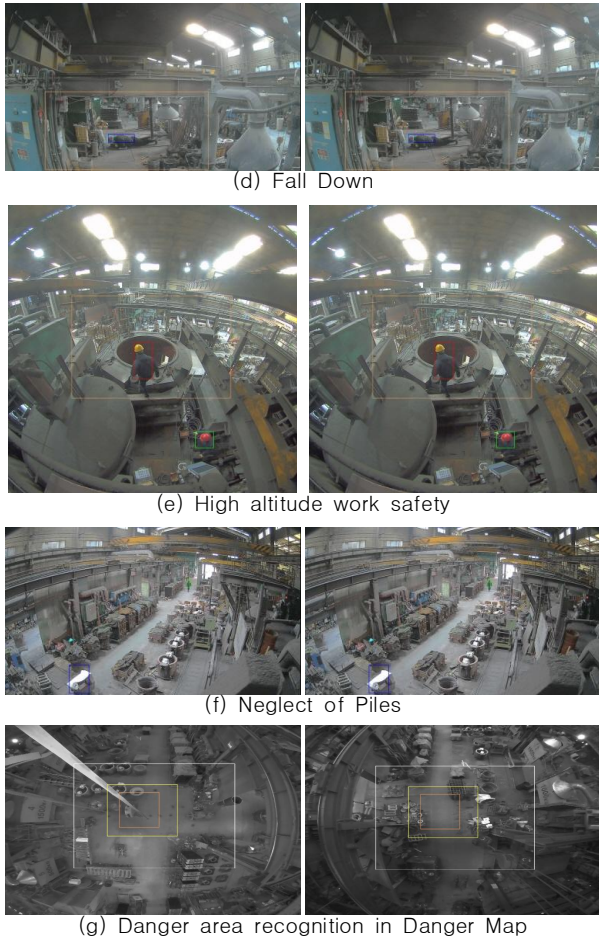 (d) Fall Down
(e) High altitude work safety
(f) Neglect of Piles
(g) Danger area recognition in Danger Map